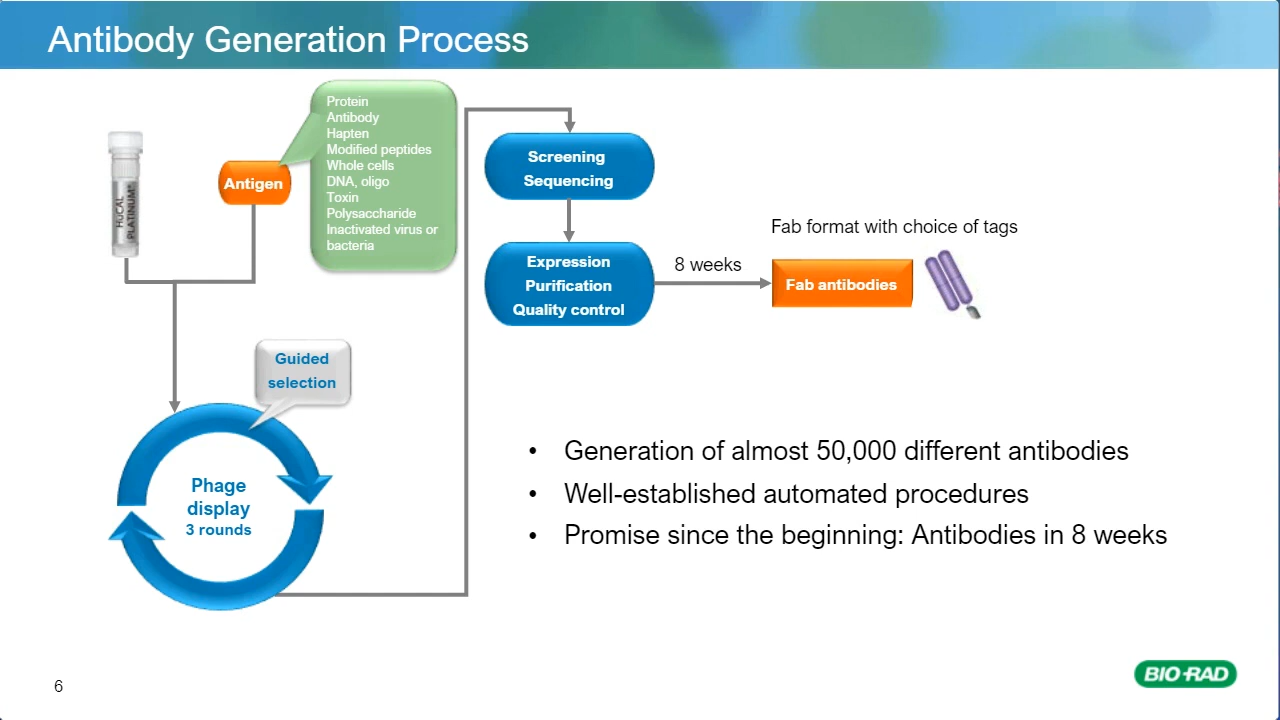 Antibody Generation Process
Protein
Antibody
Hapten
Modified peptides
Whole cells
DNA, oligo
Toxin
Polysaccharide
Inactivated virus or
bacteria
HuCAL
PLATINUM®
Antigen
Screening
Sequencing
Expression
Purification
Quality control
8 weeks
Fab format with choice of tags
Fab antibodies
Guided
selection
Phage
display
3 rounds
• Generation of almost 50,000 different antibodies
• Well-established automated procedures
• Promise since the beginning: Antibodies in 8 weeks
6
BIO-RAD